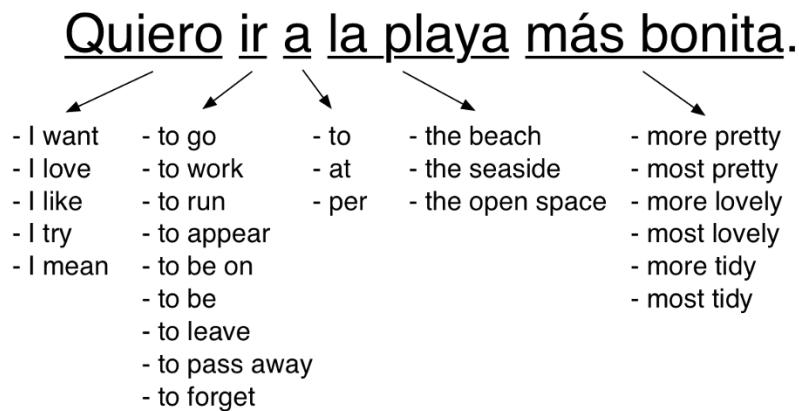 Quiero ir a la playa más bonita.
- I want - to go - to - the beach - more pretty
- I love - to work - at - the seaside - most pretty
- I like - to run - per - the open space - more lovely
- I try - to appear - most lovely
- I mean - to be on - more tidy
- to be - most tidy
- to leave
- to pass away
- to forget